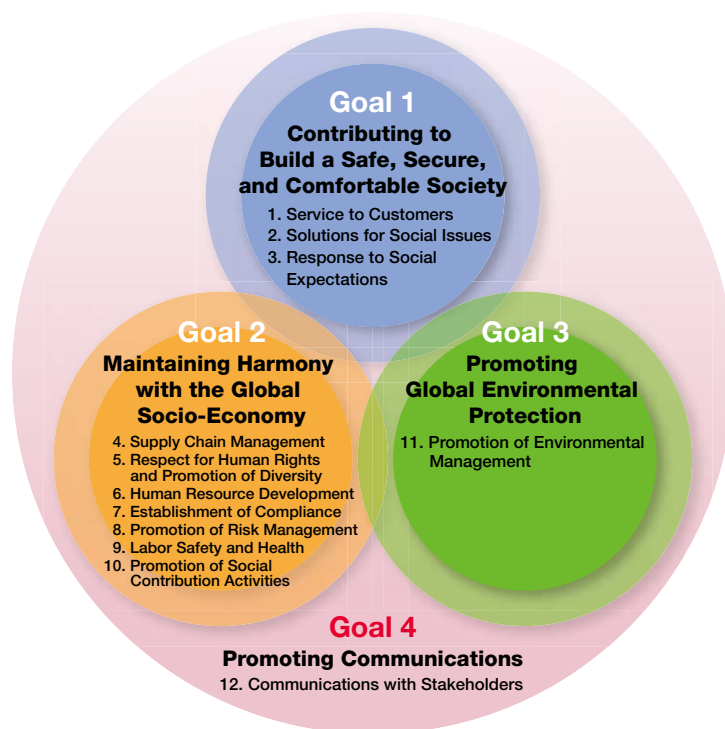 Goal 1
Contributing to
Build a Safe, Secure,
and Comfortable Society
1. Service to Customers
2. Solutions for Social Issues
3. Response to Social
Expectations
Goal 2
Maintaining Harmony
with the Global
Socio-Economy
4. Supply Chain Management
5. Respect for Human Rights
and Promotion of Diversity
6. Human Resource Development
7. Establishment of Compliance
8. Promotion of Risk Management
9. Labor Safety and Health
10. Promotion of Social
Contribution Activities
Goal 3
Promoting
Global Environmental
Protection
11. Promotion of Environmental
Management
Goal 4
Promoting Communications
12. Communications with Stakeholders